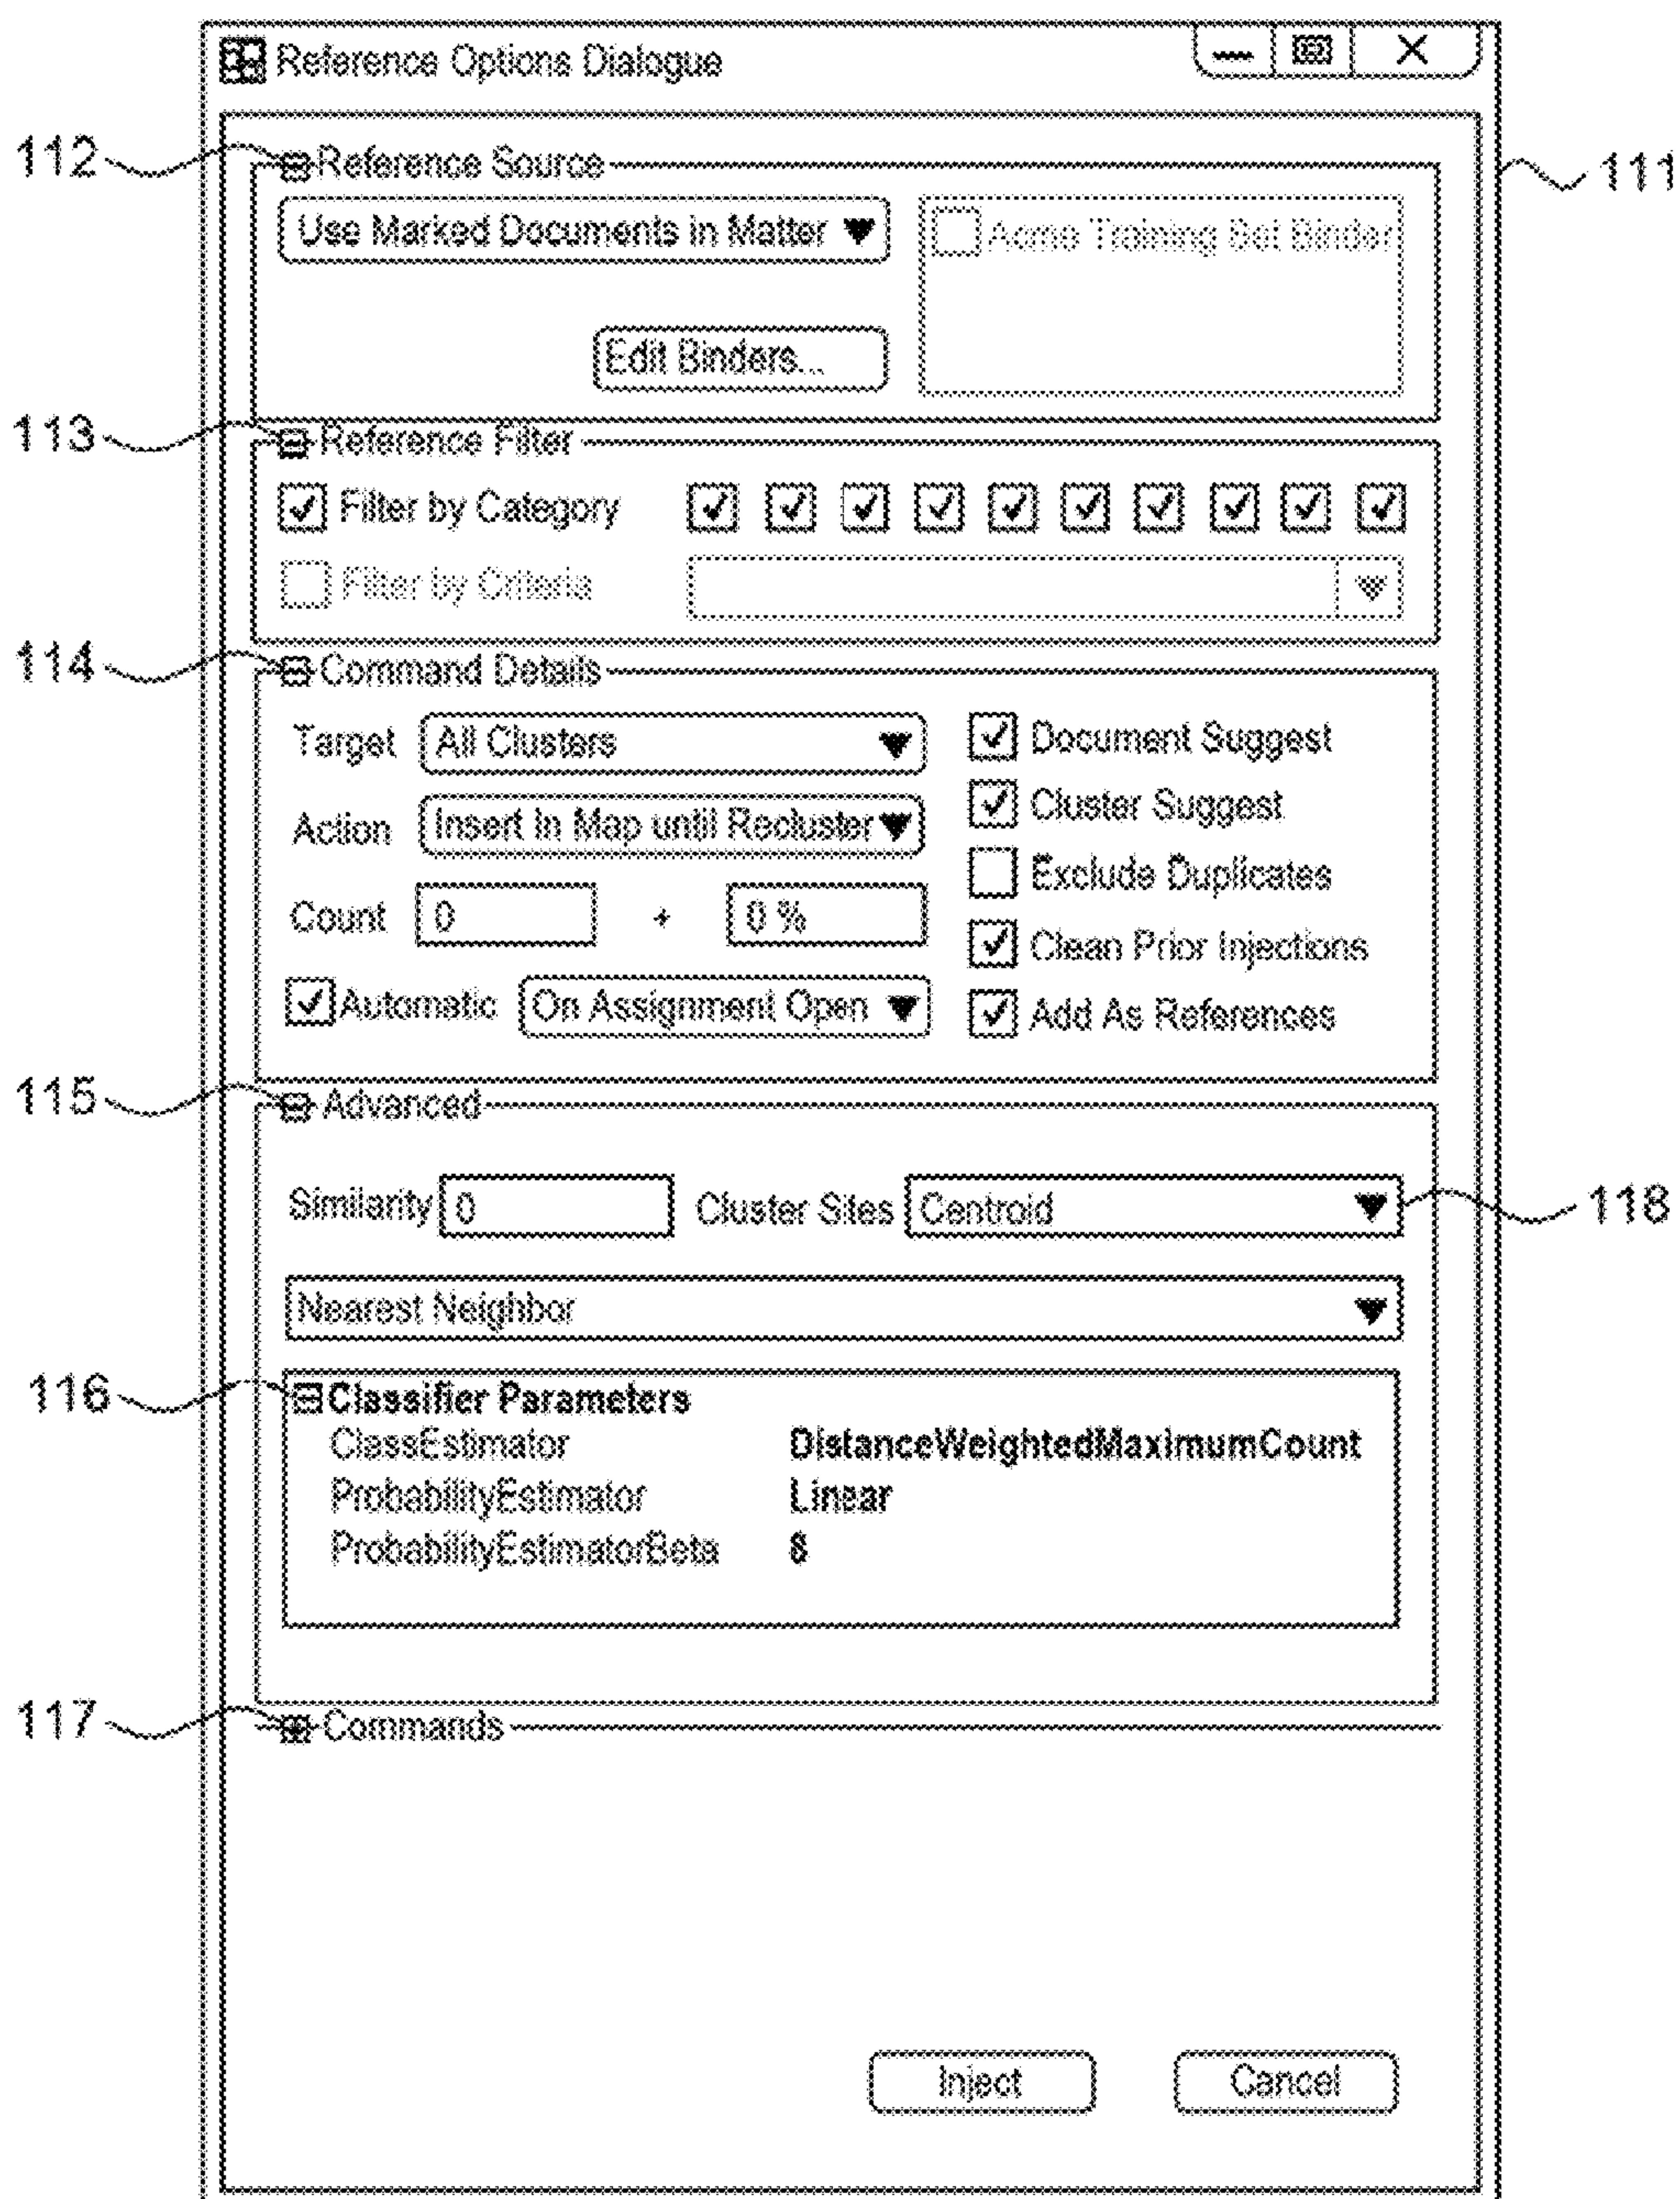 Reference Options Dialogue
111
112
Reference Source
Use Marked Documents in Matter
Acme Training Set Binder
Edit Binders...
113
Reference Filter
Filter by Category
Filter by Criteria
114
Command Details
Target All Clusters
Document Suggest
Action Insert in Map until Recluster
Cluster Suggest
Exclude Duplicates
Count 0 + 0 %
Clean Prior Injections
Automatic On Assignment Open
Add As References
115
Advanced
Similarity 0 Cluster Sites Centroid
118
Nearest Neighbor
116
Classifier Parameters
ClassEstimator DistanceWeightedMaximumCount
ProbabilityEstimator Linear
ProbabilityEstimatorBeta 8
117
Commands
Inject Cancel